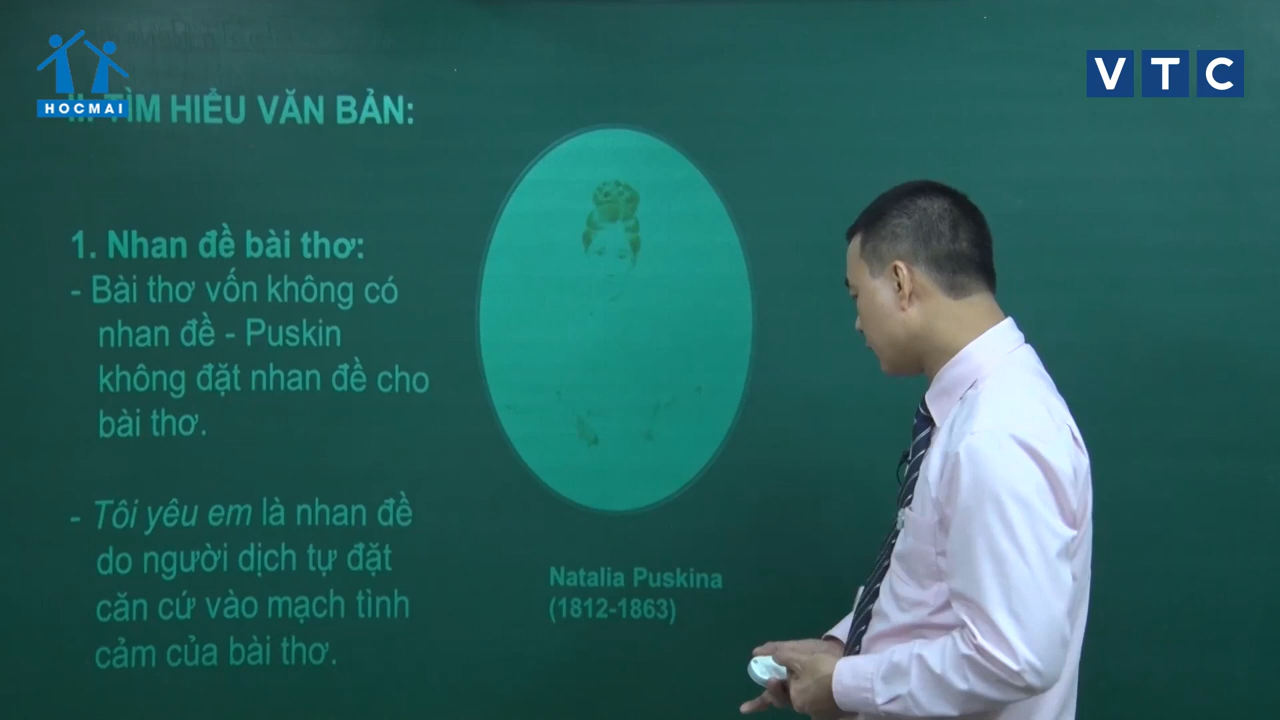 HOCMAI
VTC
TÌM HIỂU VĂN BẢN:
1. Nhan đề bài thơ:
- Bài thơ vốn không có
nhan đề - Puskin
không đặt nhan đề cho
bài thơ.
- Tôi yêu em là nhan đề
do người dịch tự đặt
căn cứ vào mạch tình
cảm của bài thơ.
Natalia Puskina
(1812-1863)